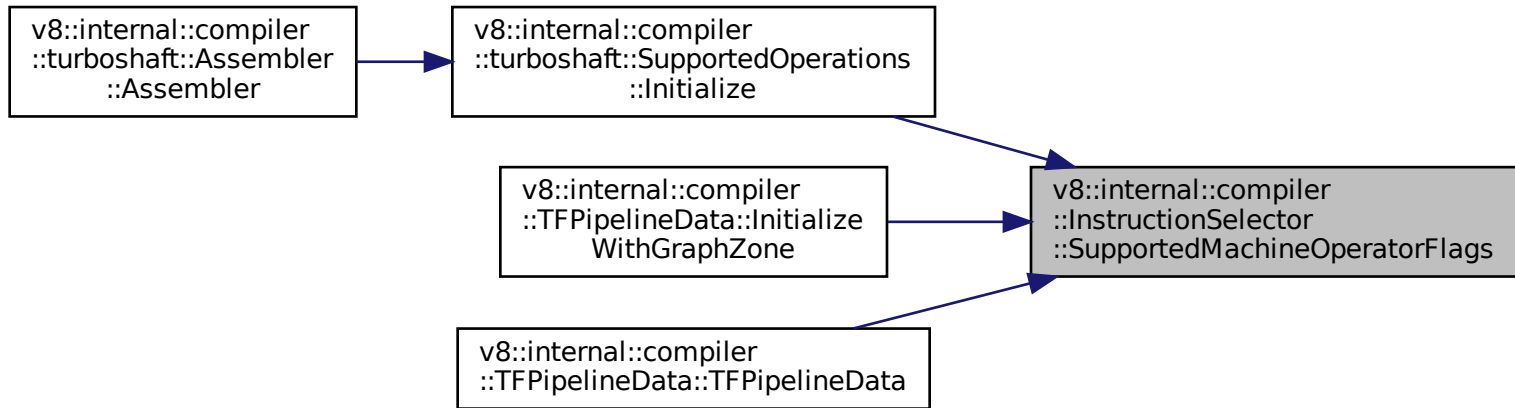 v8::internal::compiler
::turboshaft::Assembler
::Assembler
v8::internal::compiler
::turboshaft::SupportedOperations
::Initialize
v8::internal::compiler
::TFPipelineData::Initialize
WithGraphZone
v8::internal::compiler
::InstructionSelector
::SupportedMachineOperatorFlags
v8::internal::compiler
::TFPipelineData::TFPipelineData